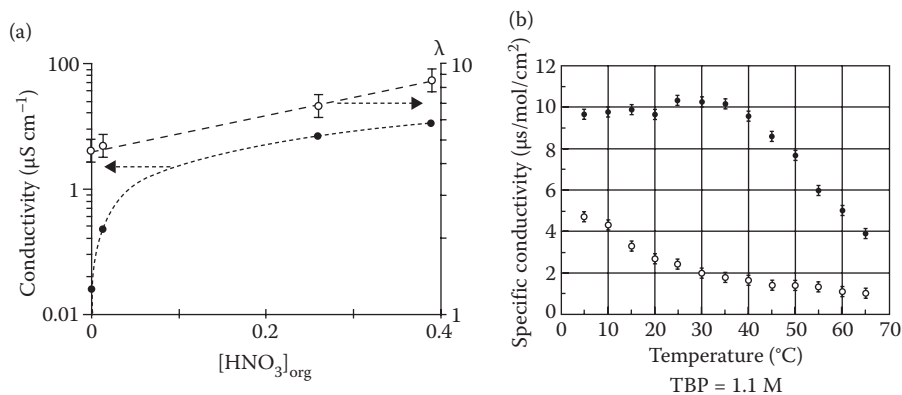 (a)
Conductivity (μS cm⁻¹)
100
1
0.01
0
0.2
0.4
[HNO₃]org
λ
10
1
(b)
Specific conductivity (μs/mol/cm²)
12
10
8
6
4
2
0
0 10 20 30 40 50 60 70
Temperature (°C)
TBP = 1.1 M